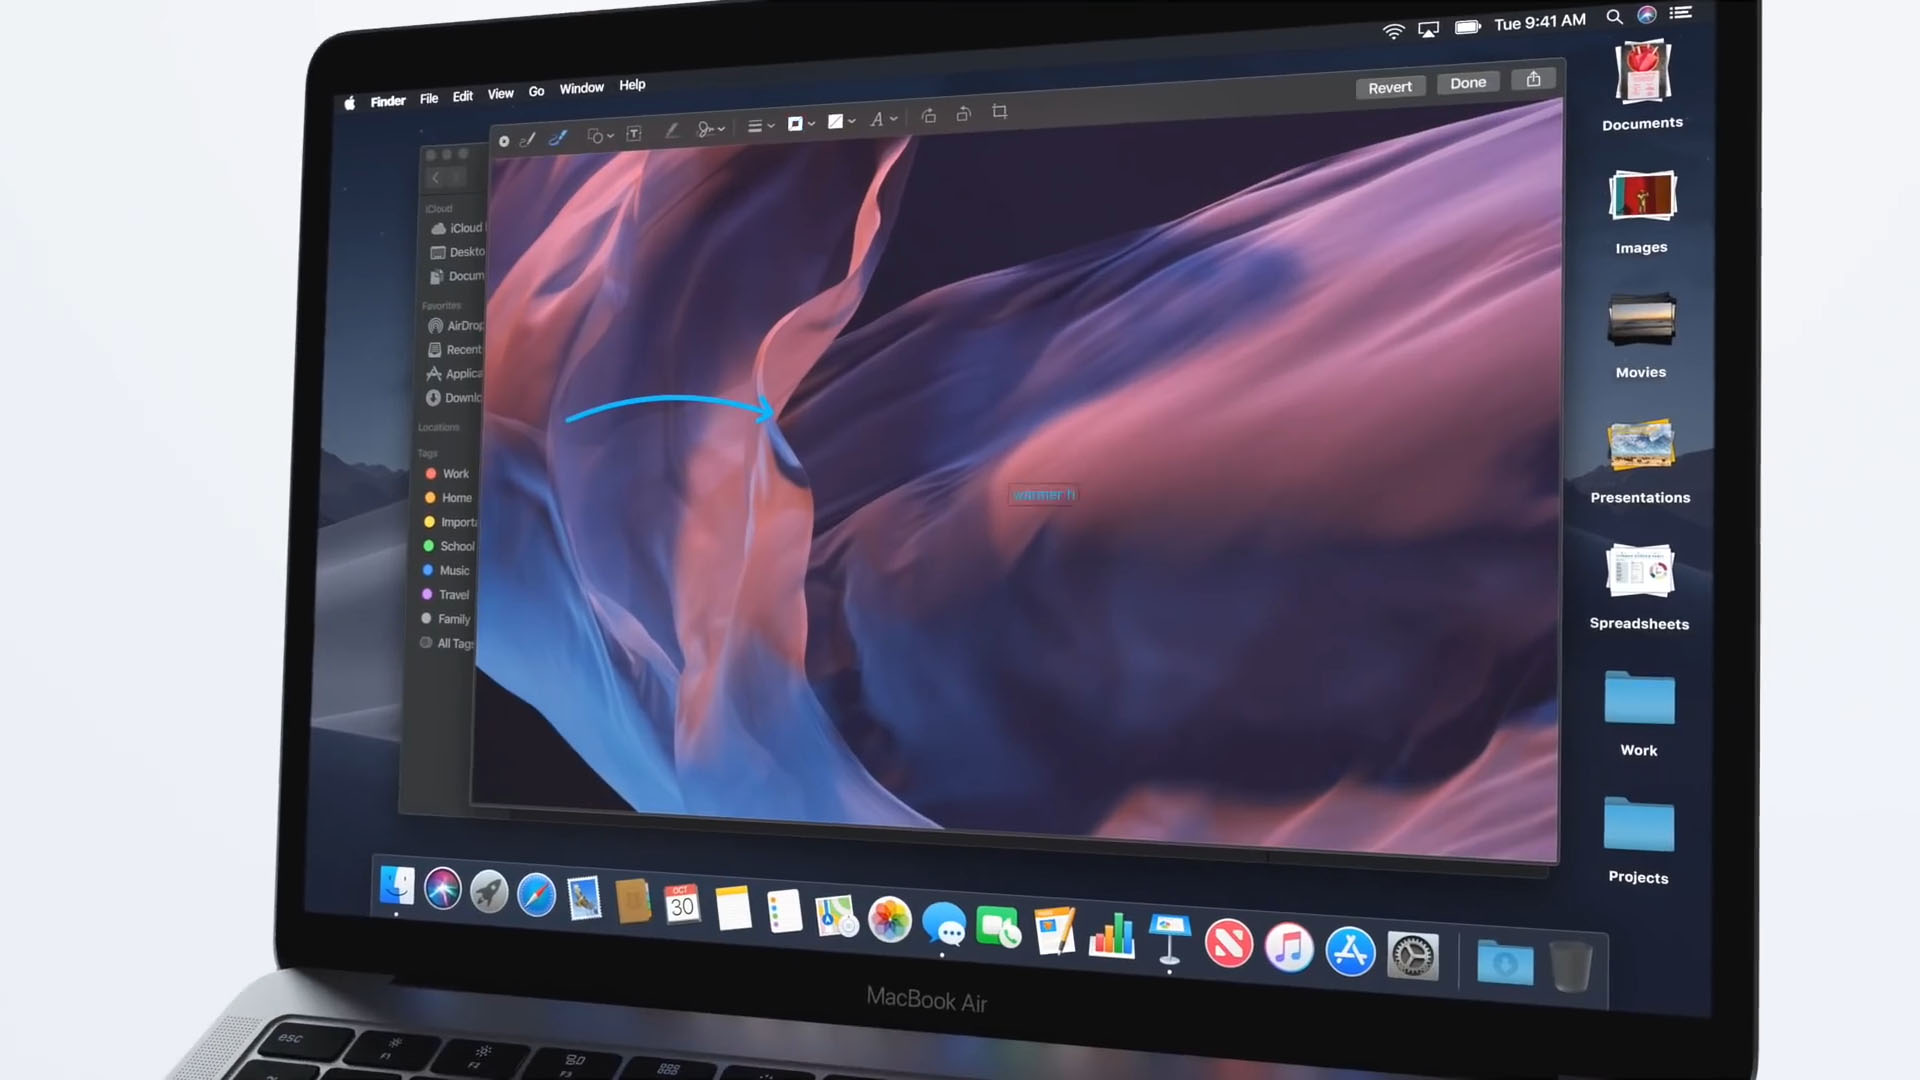 Tue 9:41 AM
Finder File Edit View Go Window Help
Revert Done
iCloud
iCloud
Deskto
Docum
Favorites
AirDrop
Recent
Applica
Downlo
Locations
Tags
Work
Home
Importa
School
Music
Travel
Family
All Tags
warmer h
Documents
Images
Movies
Presentations
Spreadsheets
Work
Projects
OCT
30
MacBook Air
esc
F1
F2
F3